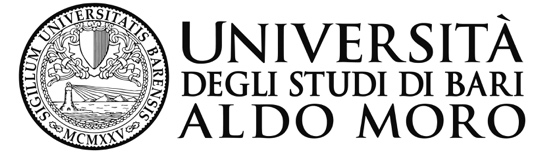 SIGILLUM UNIVERSITATIS BARENSIS
MCMXXV
UNIVERSITÀ
DEGLI STUDI DI BARI
ALDO MORO